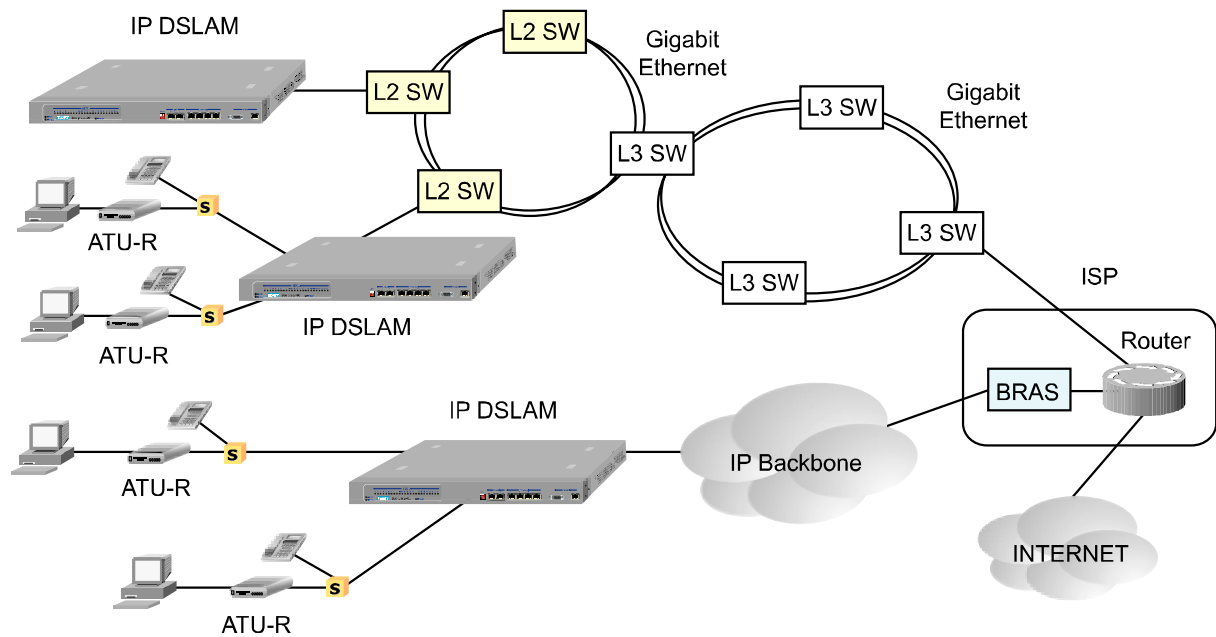 IP DSLAM
L2 SW
Gigabit
Ethernet
L2 SW
L3 SW
Gigabit
Ethernet
L3 SW
L2 SW
S
ATU-R
L3 SW
L3 SW
ISP
S
IP DSLAM
ATU-R
Router
BRAS
IP DSLAM
S
ATU-R
IP Backbone
INTERNET
S
ATU-R